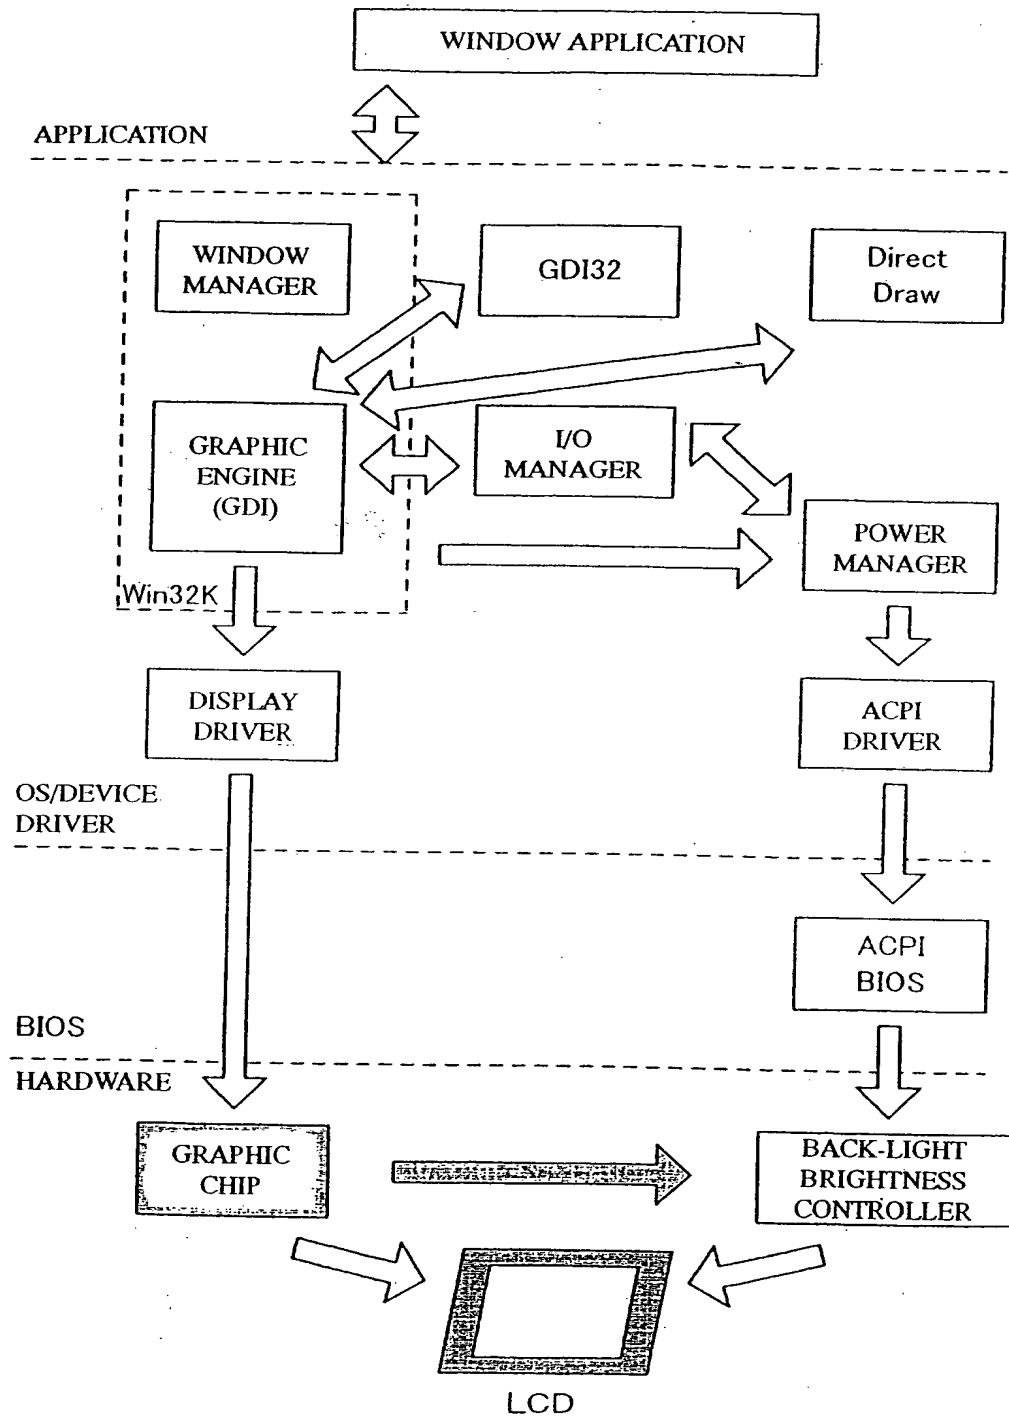 WINDOW APPLICATION
APPLICATION
WINDOW
MANAGER
GDI32
Direct
Draw
GRAPHIC
ENGINE
(GDI)
I/O
MANAGER
POWER
MANAGER
Win32K
DISPLAY
DRIVER
ACPI
DRIVER
OS/DEVICE
DRIVER
ACPI
BIOS
BIOS
HARDWARE
GRAPHIC
CHIP
BACK-LIGHT
BRIGHTNESS
CONTROLLER
LCD